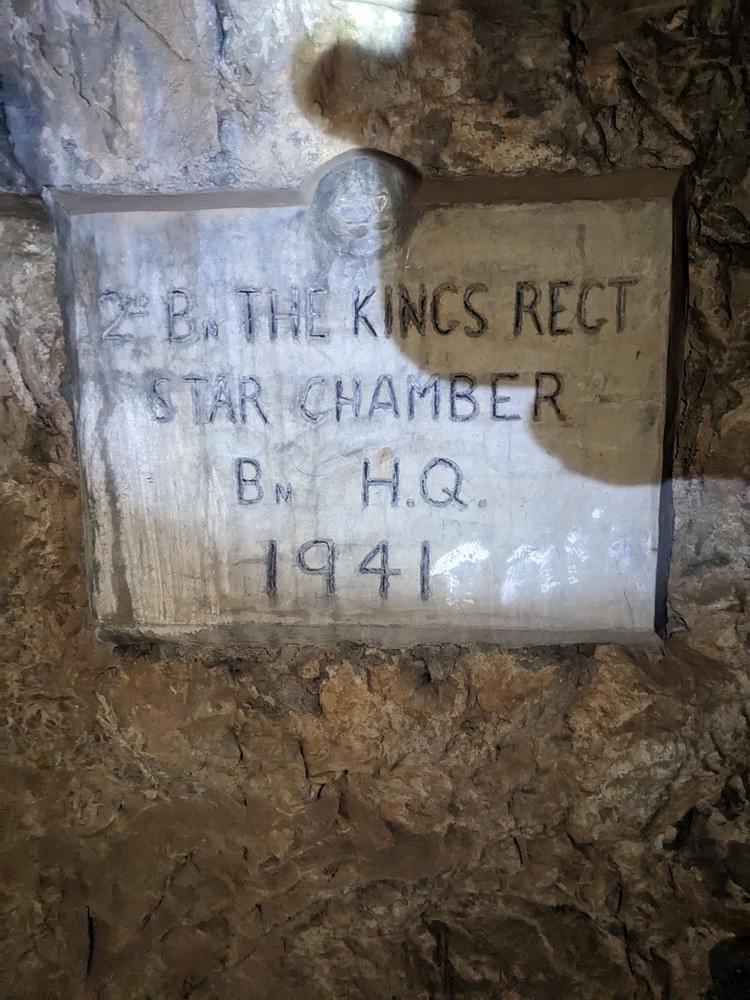 2ND BN THE KINGS REGT
STAR CHAMBER
BN H.Q.
1941